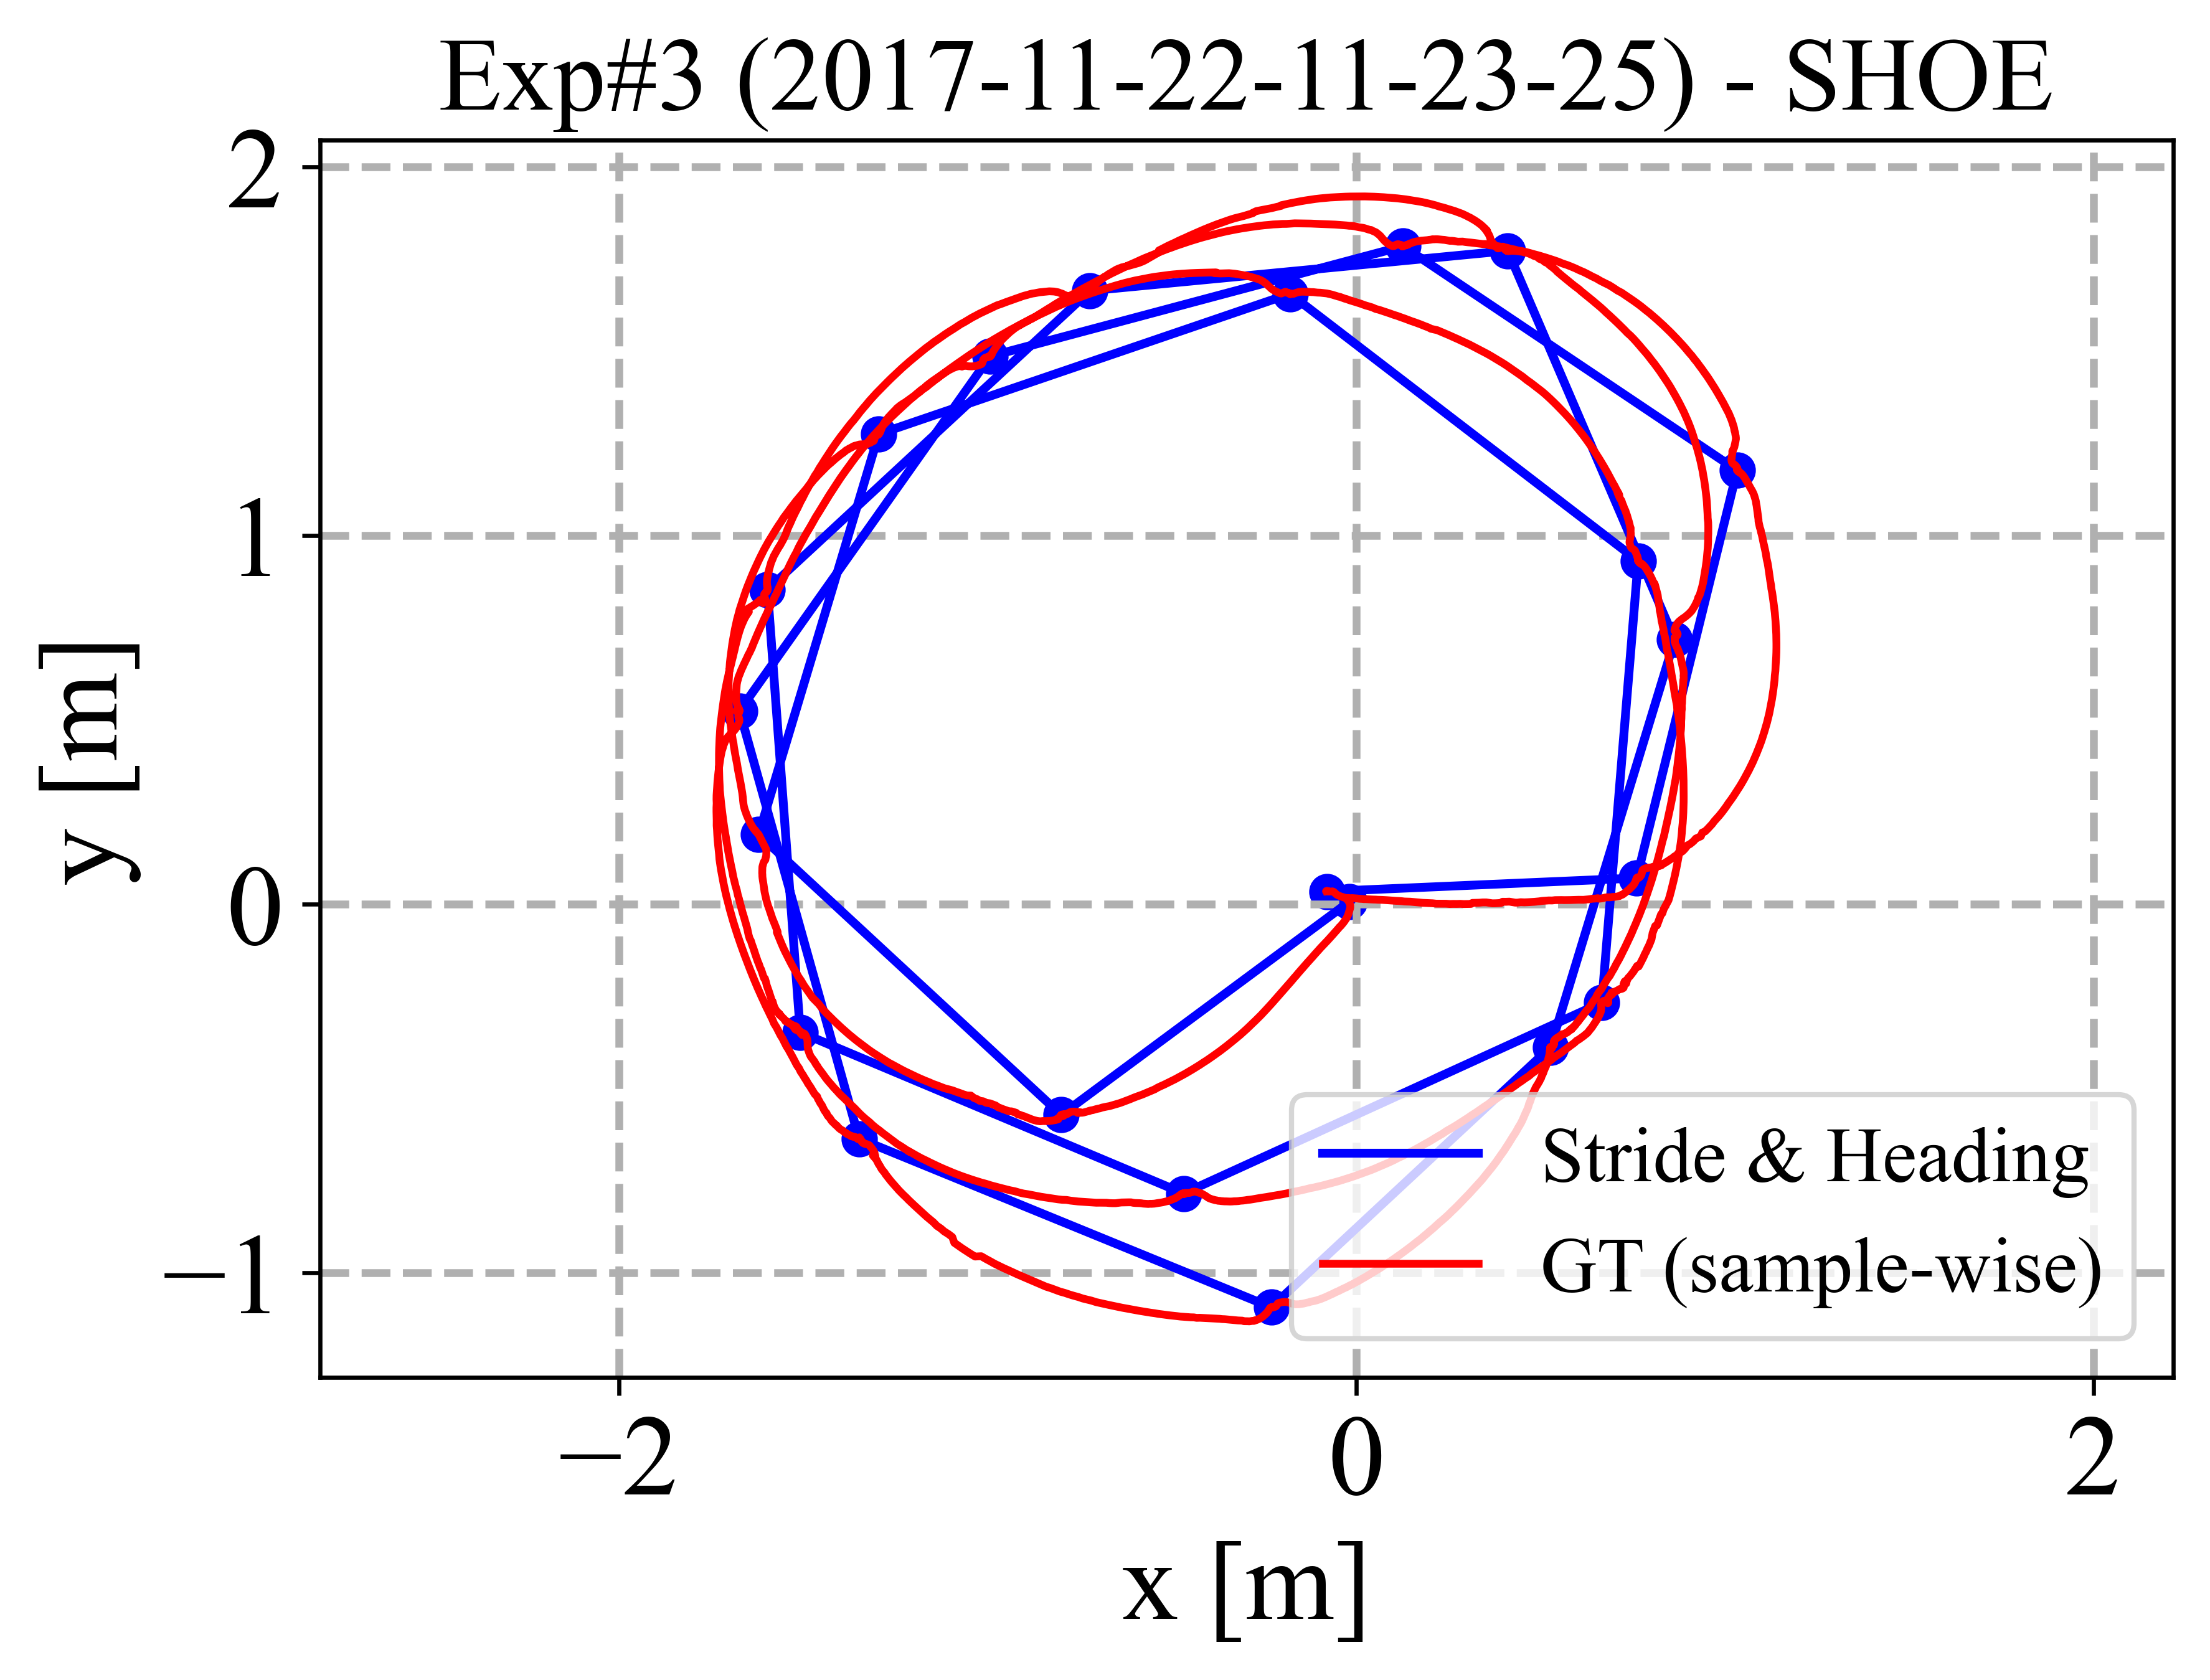 Exp#3 (2017-11-22-11-23-25) - SHOE
2
1
0
−1
y [m]
−2
0
2
x [m]
Stride & Heading
GT (sample-wise)